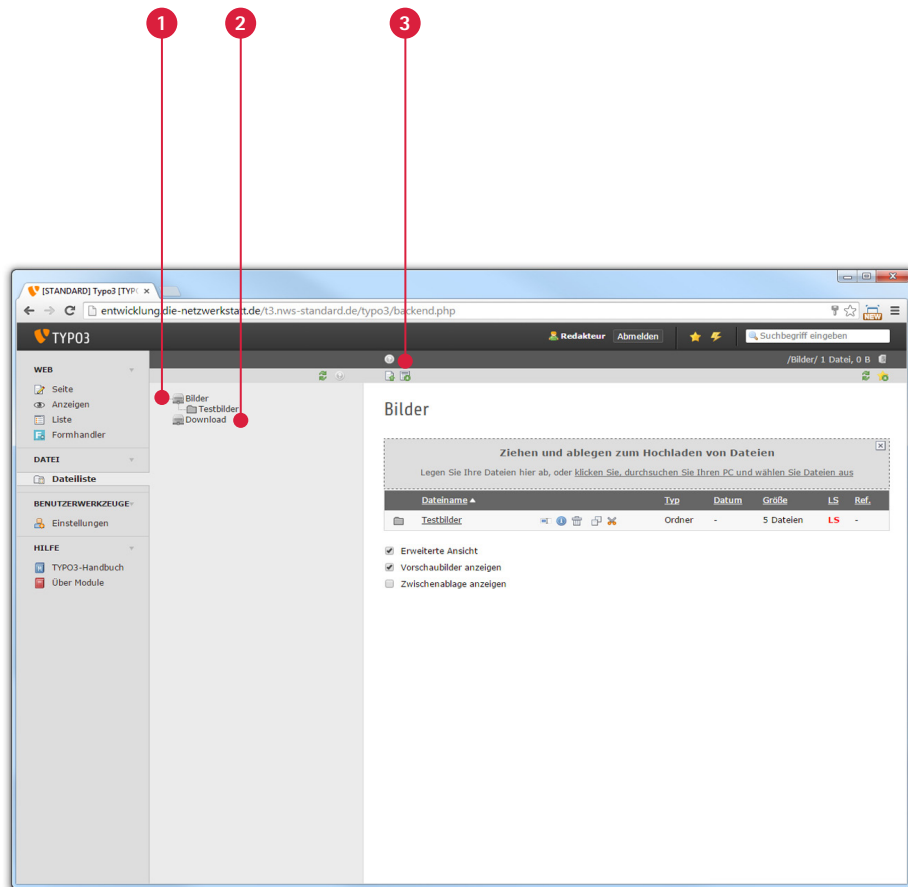 1 2 3
[STANDARD] Typo3 [TYP
entwicklung.die-netzwerkstatt.de/t3.nws-standard.de/typo3/backend.php
NEW
TYPO3
Redakteur Abmelden Suchbegriff eingeben
/Bilder/ 1 Datei, 0 B
WEB
Seite
Anzeigen
Liste
Formhandler
DATEI
Dateiliste
BENUTZERWERKZEUGE
Einstellungen
HILFE
TYPO3-Handbuch
Über Module
Bilder
Testbilder
Download
Bilder
Ziehen und ablegen zum Hochladen von Dateien
Legen Sie Ihre Dateien hier ab, oder klicken Sie, durchsuchen Sie Ihren PC und wählen Sie Dateien aus
Dateiname Typ Datum Größe LS Ref.
Testbilder Ordner - 5 Dateien LS -
Erweiterte Ansicht
Vorschaubilder anzeigen
Zwischenablage anzeigen